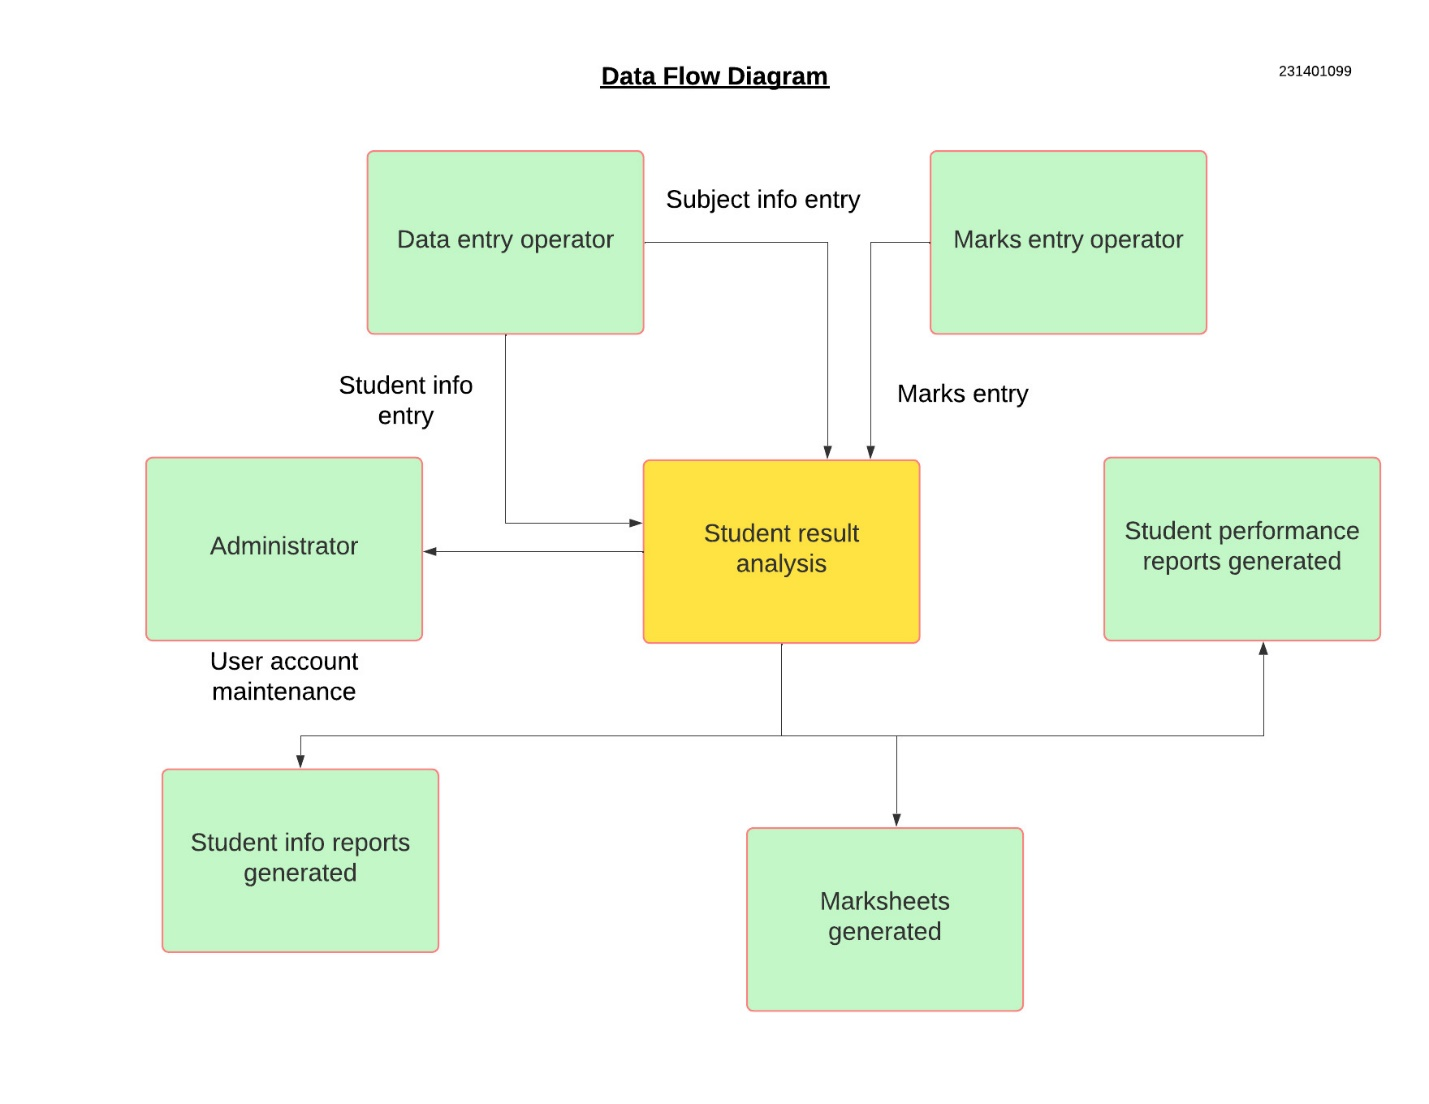 Data Flow Diagram
231401099
Subject info entry
Data entry operator
Marks entry operator
Student info
entry
Marks entry
Administrator
Student result
analysis
Student performance
reports generated
User account
maintenance
Student info reports
generated
Marksheets
generated